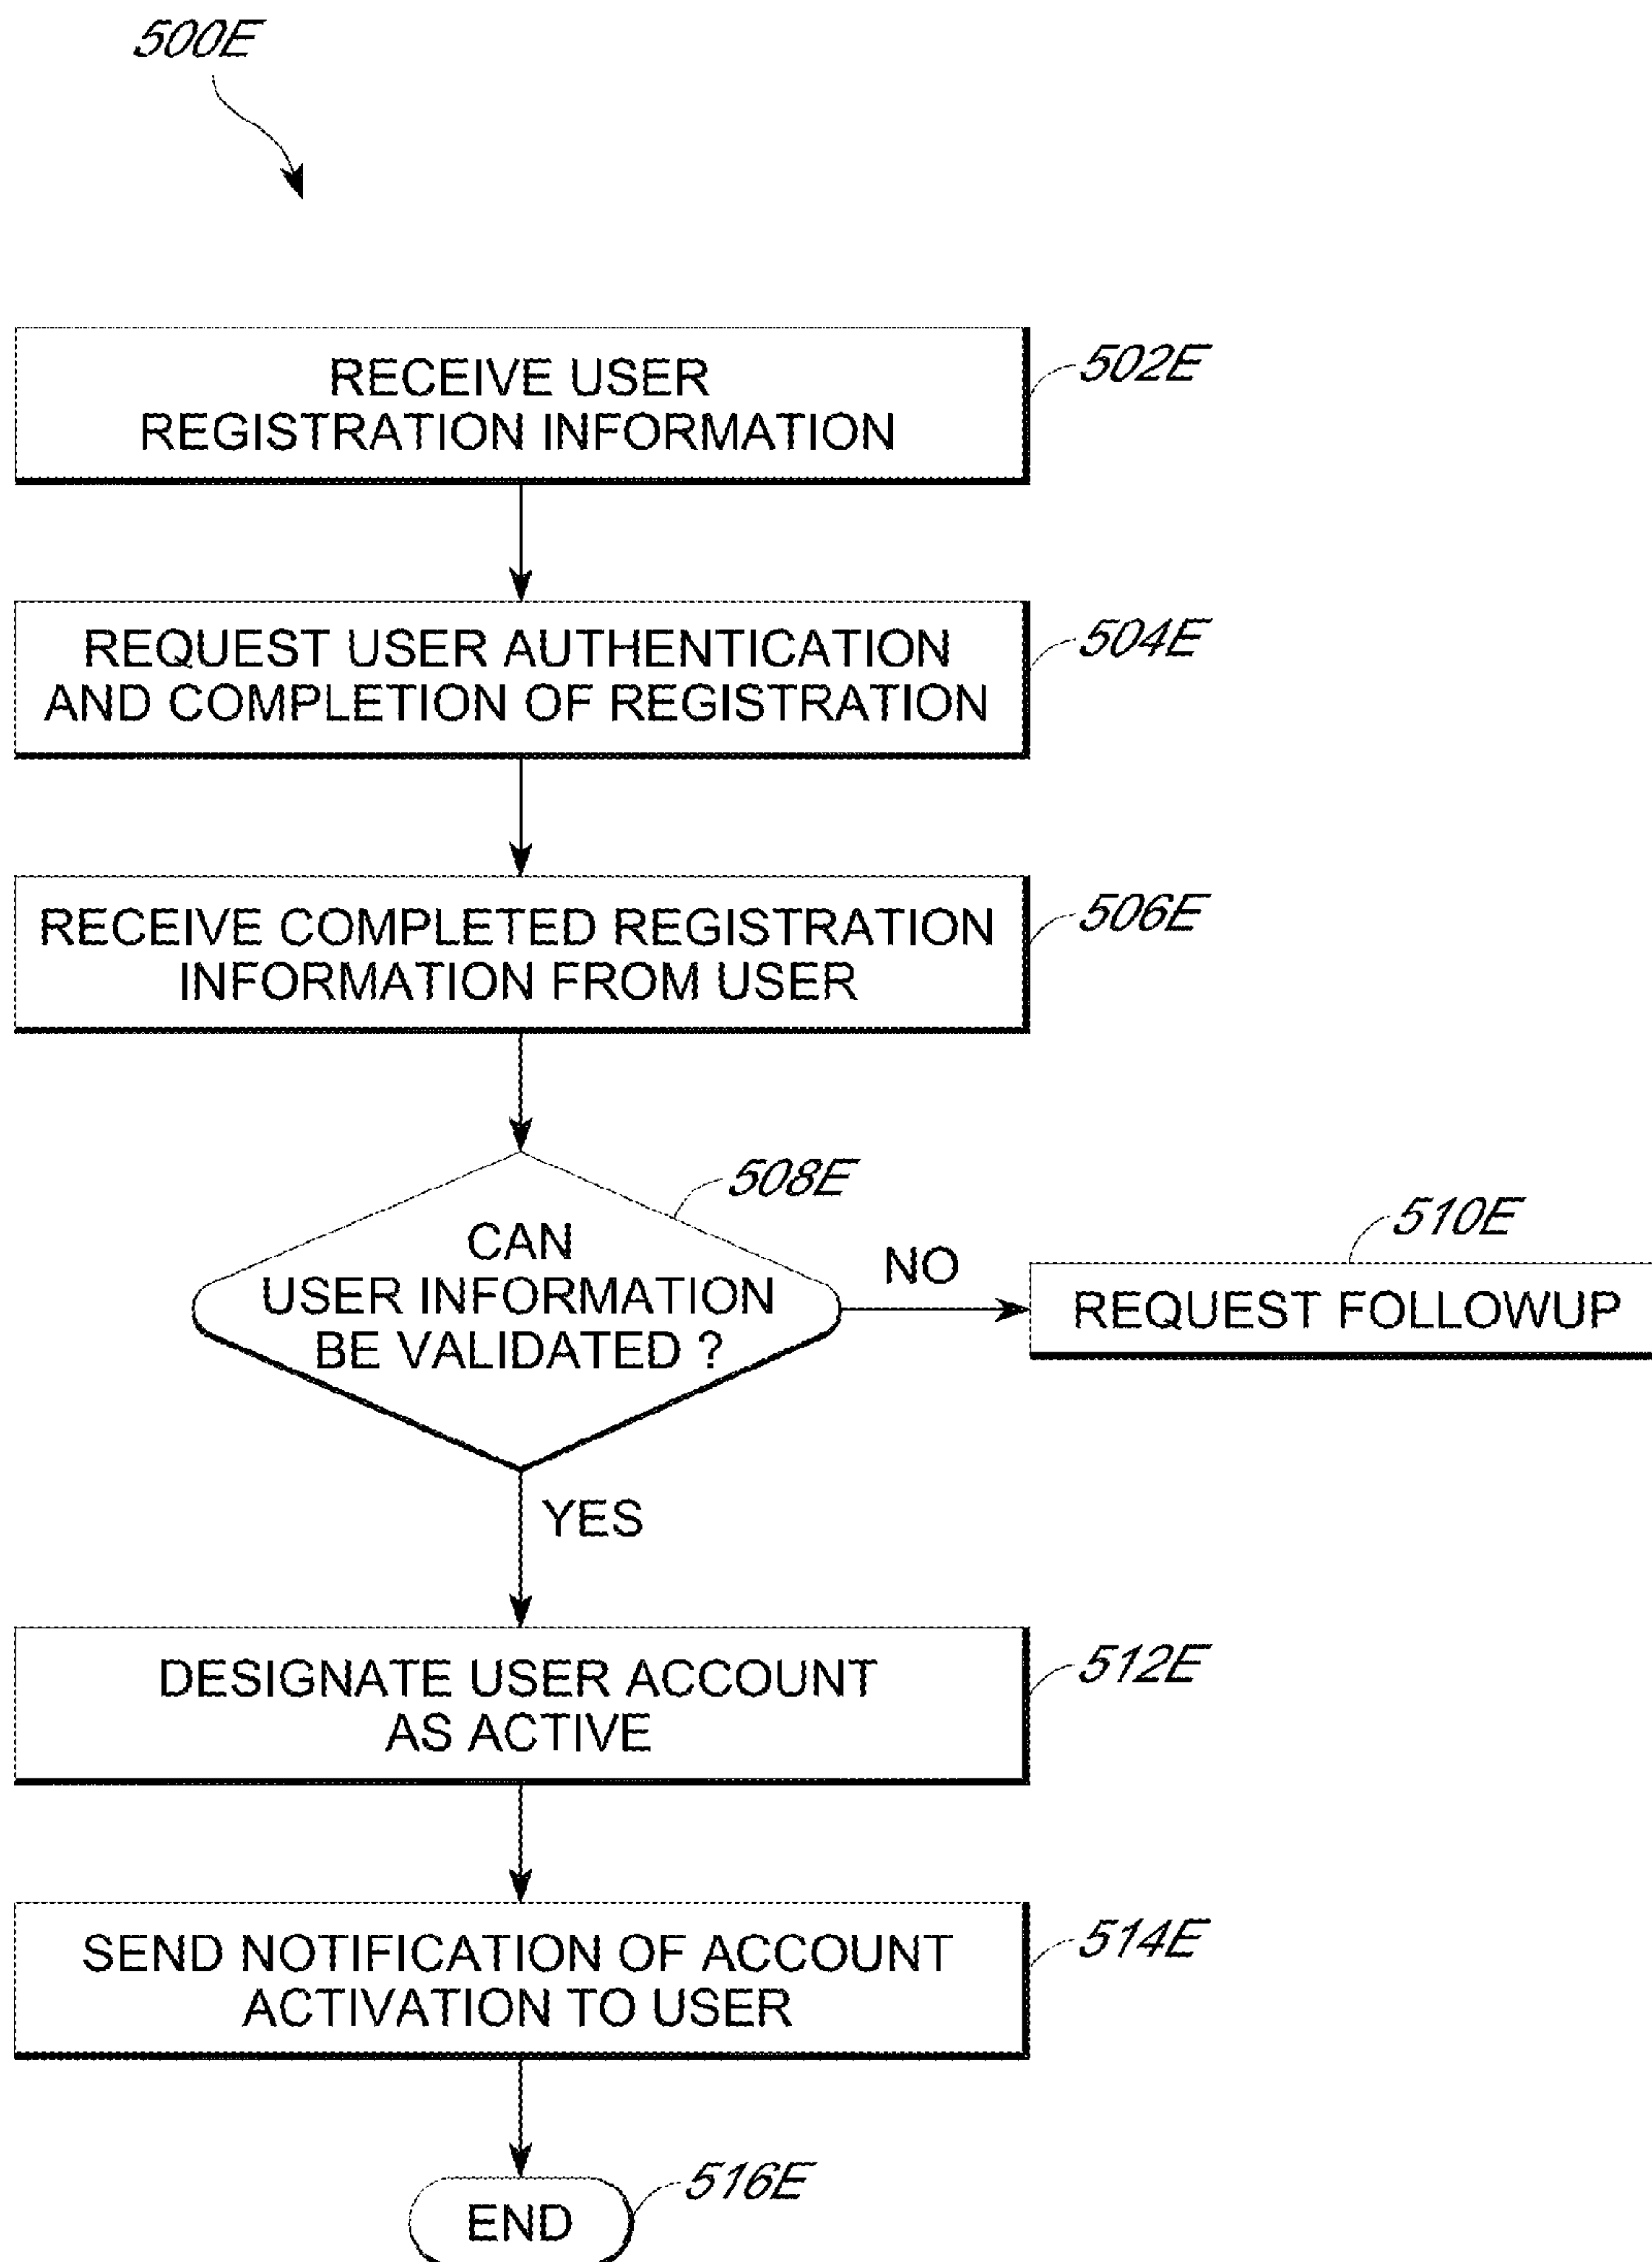 500E
RECEIVE USER
REGISTRATION INFORMATION
502E
REQUEST USER AUTHENTICATION
AND COMPLETION OF REGISTRATION
504E
RECEIVE COMPLETED REGISTRATION
INFORMATION FROM USER
506E
508E
CAN
USER INFORMATION
BE VALIDATED ?
NO
510E
REQUEST FOLLOWUP
YES
DESIGNATE USER ACCOUNT
AS ACTIVE
512E
SEND NOTIFICATION OF ACCOUNT
ACTIVATION TO USER
514E
END
516E